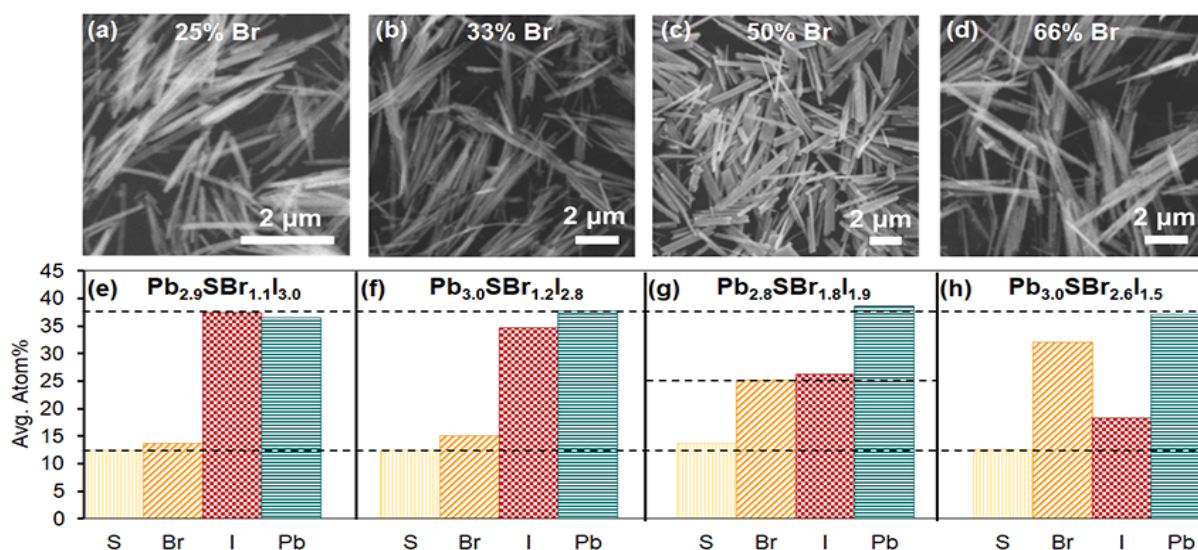 (a) 25% Br
2 µm
(b) 33% Br
2 µm
(c) 50% Br
2 µm
(d) 66% Br
2 µm
Avg. Atom%
45
40
35
30
25
20
15
10
5
0
(e) Pb2.9SBr1.1I3.0
S Br I Pb
(f) Pb3.0SBr1.2I2.8
S Br I Pb
(g) Pb2.8SBr1.8I1.9
S Br I Pb
(h) Pb3.0SBr2.6I1.5
S Br I Pb